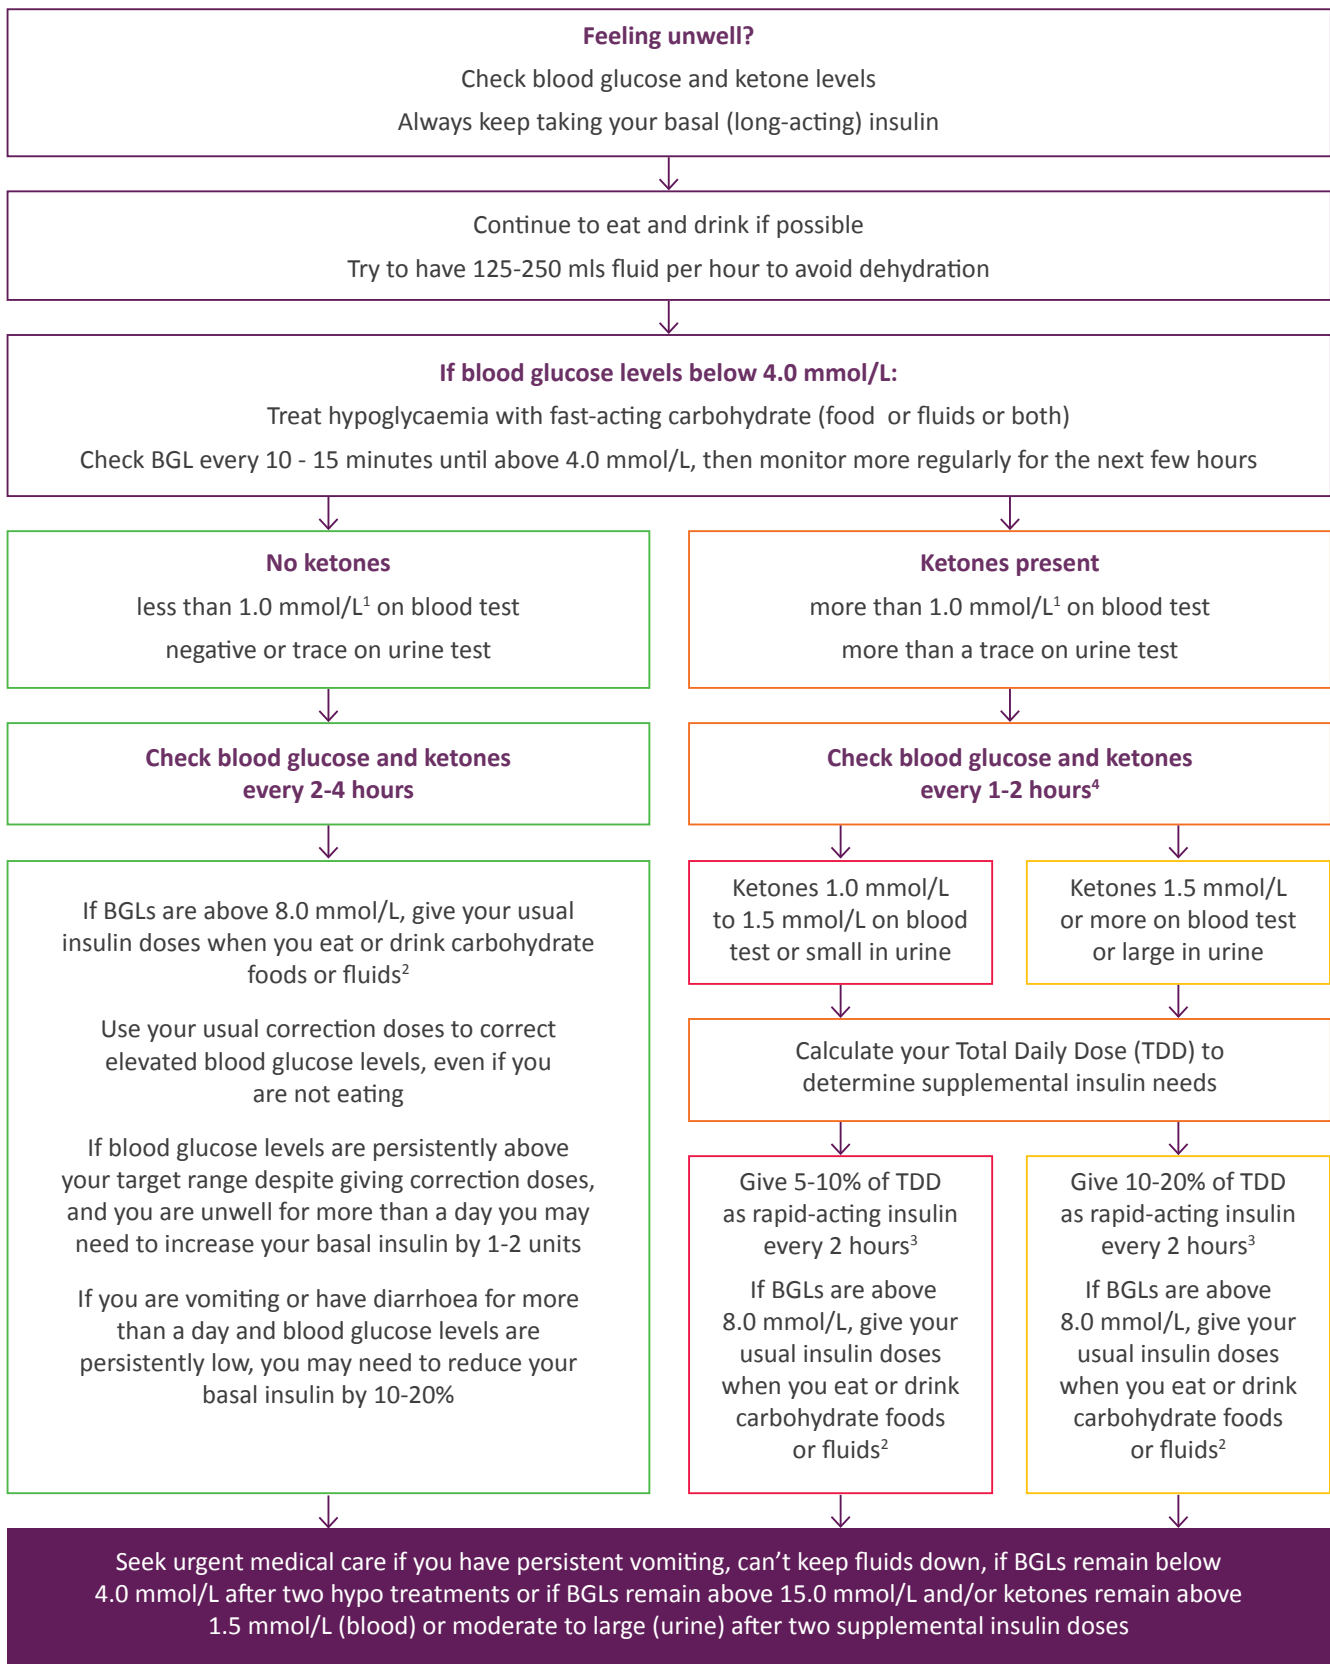 Feeling unwell?
Check blood glucose and ketone levels
Always keep taking your basal (long-acting) insulin
Continue to eat and drink if possible
Try to have 125-250 mls fluid per hour to avoid dehydration
If blood glucose levels below 4.0 mmol/L:
Treat hypoglycaemia with fast-acting carbohydrate (food or fluids or both)
Check BGL every 10 - 15 minutes until above 4.0 mmol/L, then monitor more regularly for the next few hours
No ketones
less than 1.0 mmol/L¹ on blood test
negative or trace on urine test
Ketones present
more than 1.0 mmol/L¹ on blood test
more than a trace on urine test
Check blood glucose and ketones
every 2-4 hours
Check blood glucose and ketones
every 1-2 hours⁴
If BGLs are above 8.0 mmol/L, give your usual
insulin doses when you eat or drink carbohydrate
foods or fluids²
Use your usual correction doses to correct
elevated blood glucose levels, even if you
are not eating
If blood glucose levels are persistently above
your target range despite giving correction doses,
and you are unwell for more than a day you may
need to increase your basal insulin by 1-2 units
If you are vomiting or have diarrhoea for more
than a day and blood glucose levels are
persistently low, you may need to reduce your
basal insulin by 10-20%
Ketones 1.0 mmol/L
to 1.5 mmol/L on blood
test or small in urine
Ketones 1.5 mmol/L
or more on blood test
or large in urine
Calculate your Total Daily Dose (TDD) to
determine supplemental insulin needs
Give 5-10% of TDD
as rapid-acting insulin
every 2 hours³
If BGLs are above
8.0 mmol/L, give your
usual insulin doses
when you eat or drink
carbohydrate foods
or fluids²
Give 10-20% of TDD
as rapid-acting insulin
every 2 hours³
If BGLs are above
8.0 mmol/L, give your
usual insulin doses
when you eat or drink
carbohydrate foods
or fluids²
Seek urgent medical care if you have persistent vomiting, can't keep fluids down, if BGLs remain below
4.0 mmol/L after two hypo treatments or if BGLs remain above 15.0 mmol/L and/or ketones remain above
1.5 mmol/L (blood) or moderate to large (urine) after two supplemental insulin doses